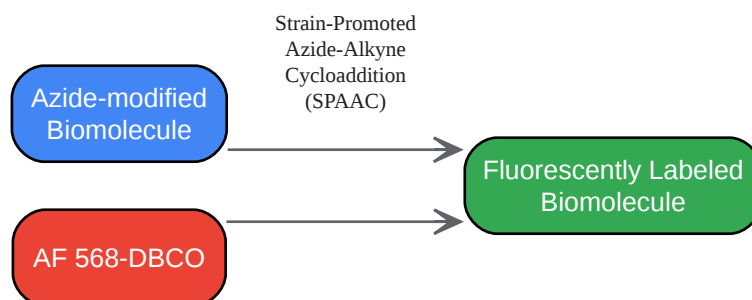 Strain-Promoted
Azide-Alkyne
Cycloaddition
(SPAAC)
Azide-modified
Biomolecule
Fluorescently Labeled
Biomolecule
AF 568-DBCO